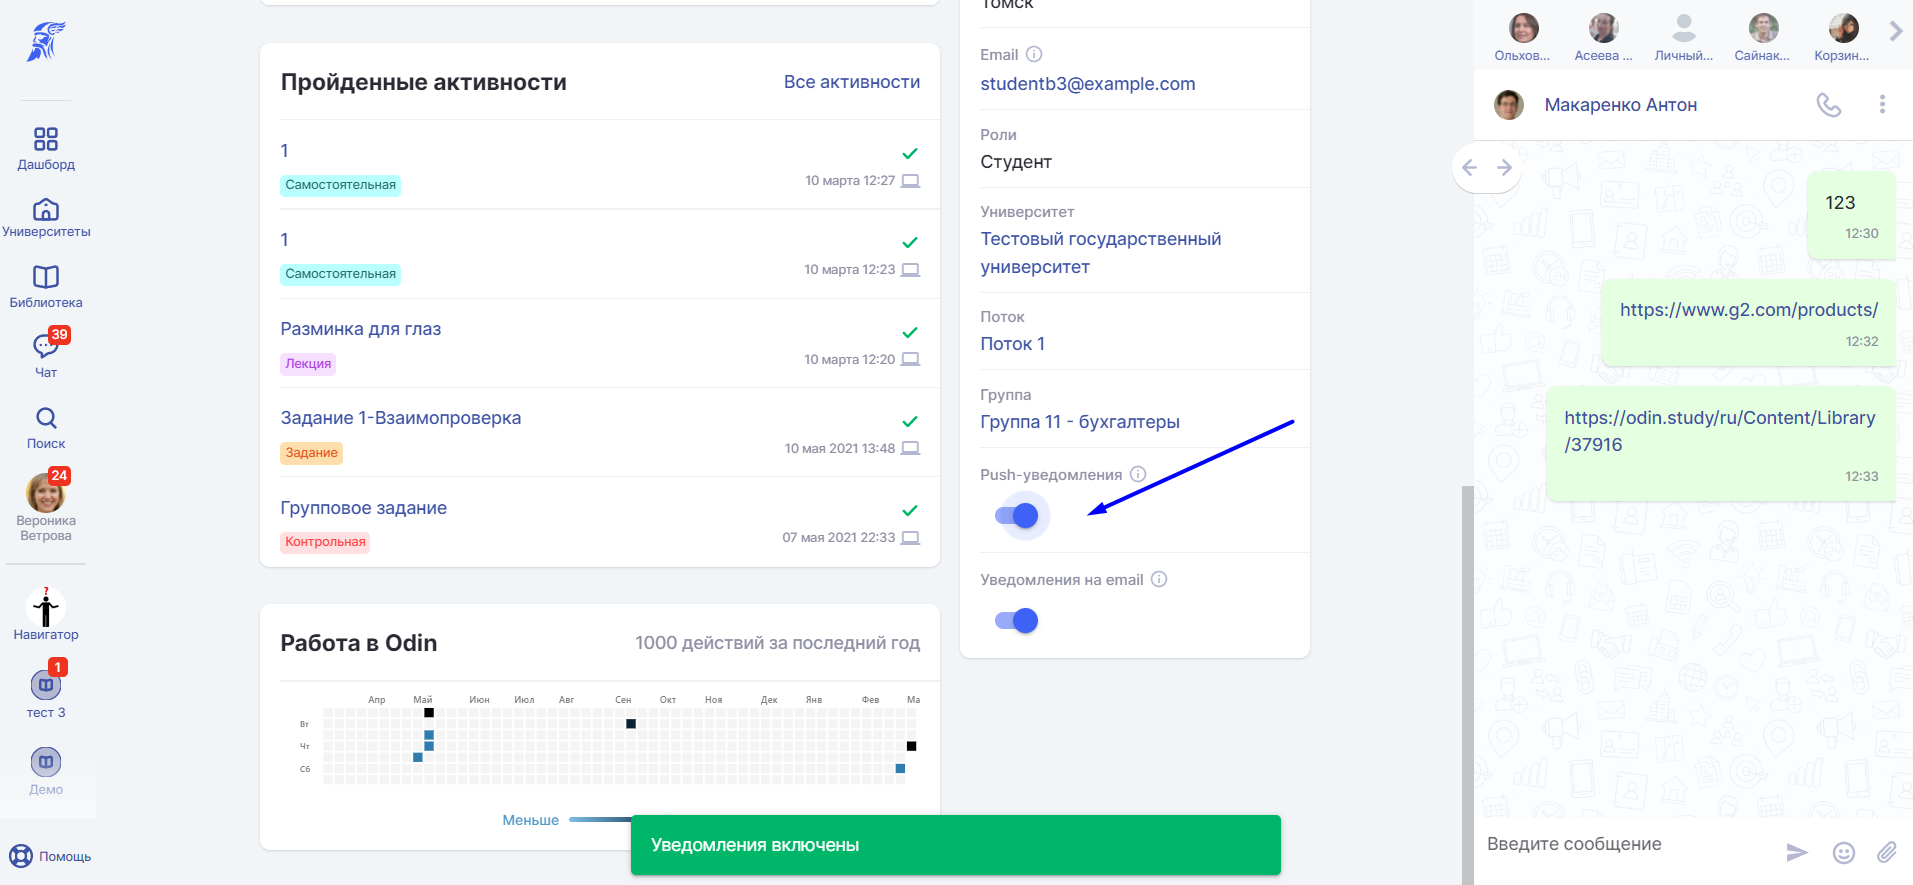 Дашборд
Университеты
Библиотека
39
Чат
Поиск
24
Вероника
Ветрова
?
Навигатор
1
тест 3
Демо
Помощь
Пройденные активности
Все активности
1
Самостоятельная
10 марта 12:27
1
Самостоятельная
10 марта 12:23
Разминка для глаз
Лекция
10 марта 12:20
Задание 1-Взаимопроверка
Задание
10 мая 2021 13:48
Групповое задание
Контрольная
07 мая 2021 22:33
Работа в Odin
1000 действий за последний год
Апр Май Июн Июл Авг Сен Окт Ноя Дек Янв Фев Ма
Вт
Чт
Сб
Меньше
Томск
Email
studentb3@example.com
Роли
Студент
Университет
Тестовый государственный
университет
Поток
Поток 1
Группа
Группа 11 - бухгалтеры
Push-уведомления
Уведомления на email
Уведомления включены
Ольхов...
Асеева ...
Личный...
Сайнак...
Корзин...
Макаренко Антон
123
12:30
https://www.g2.com/products/
12:32
https://odin.study/ru/Content/Library
/37916
12:33
Введите сообщение